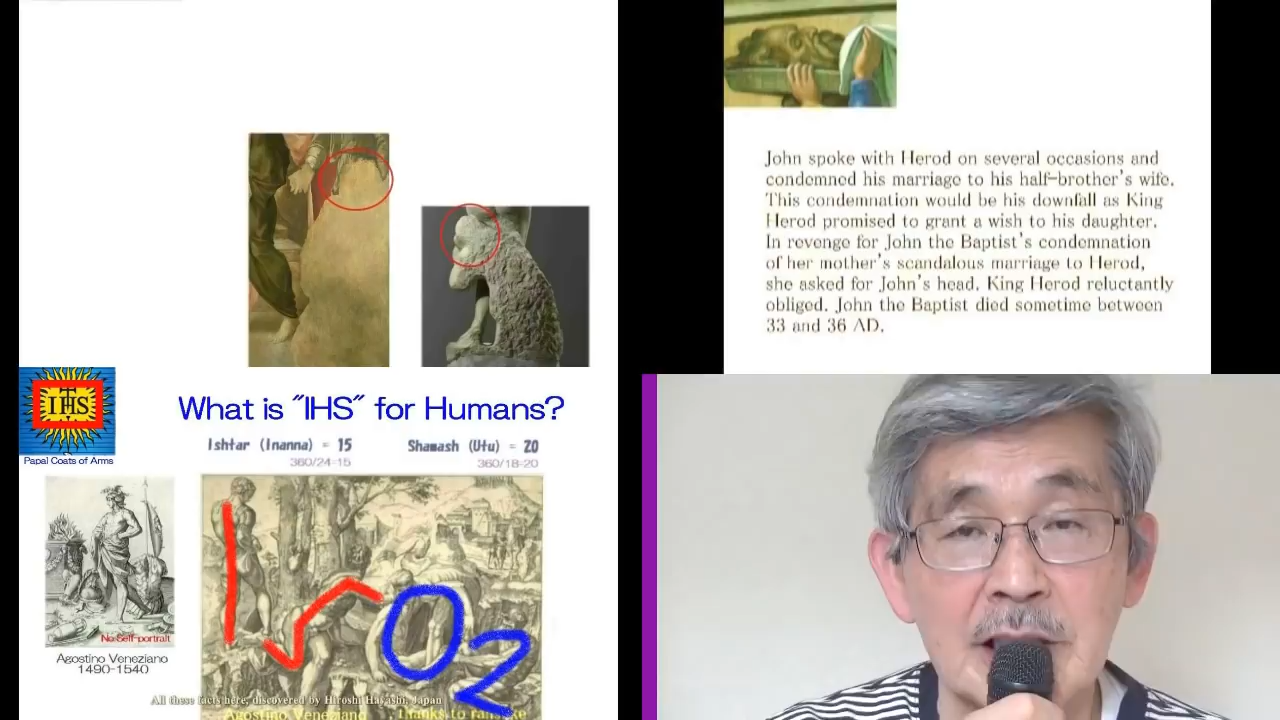 John spoke with Herod on several occasions and
condemned his marriage to his half-brother's wife.
This condemnation would be his downfall as King
Herod promised to grant a wish to his daughter.
In revenge for John the Baptist's condemnation
of her mother's scandalous marriage to Herod,
she asked for John's head. King Herod reluctantly
obliged. John the Baptist died sometime between
33 and 36 AD.
IHS
Papal Coats of Arms
What is "IHS" for Humans?
Ishtar (Inanna) = 15
360/24=15
Shamash (Utu) = 20
360/18=20
No Self-portrait
Agostino Veneziano
1490-1540
O2
All these facts here, discovered by Hiroshi Hayashi, Japan
Agostino Veneziano
thanks to